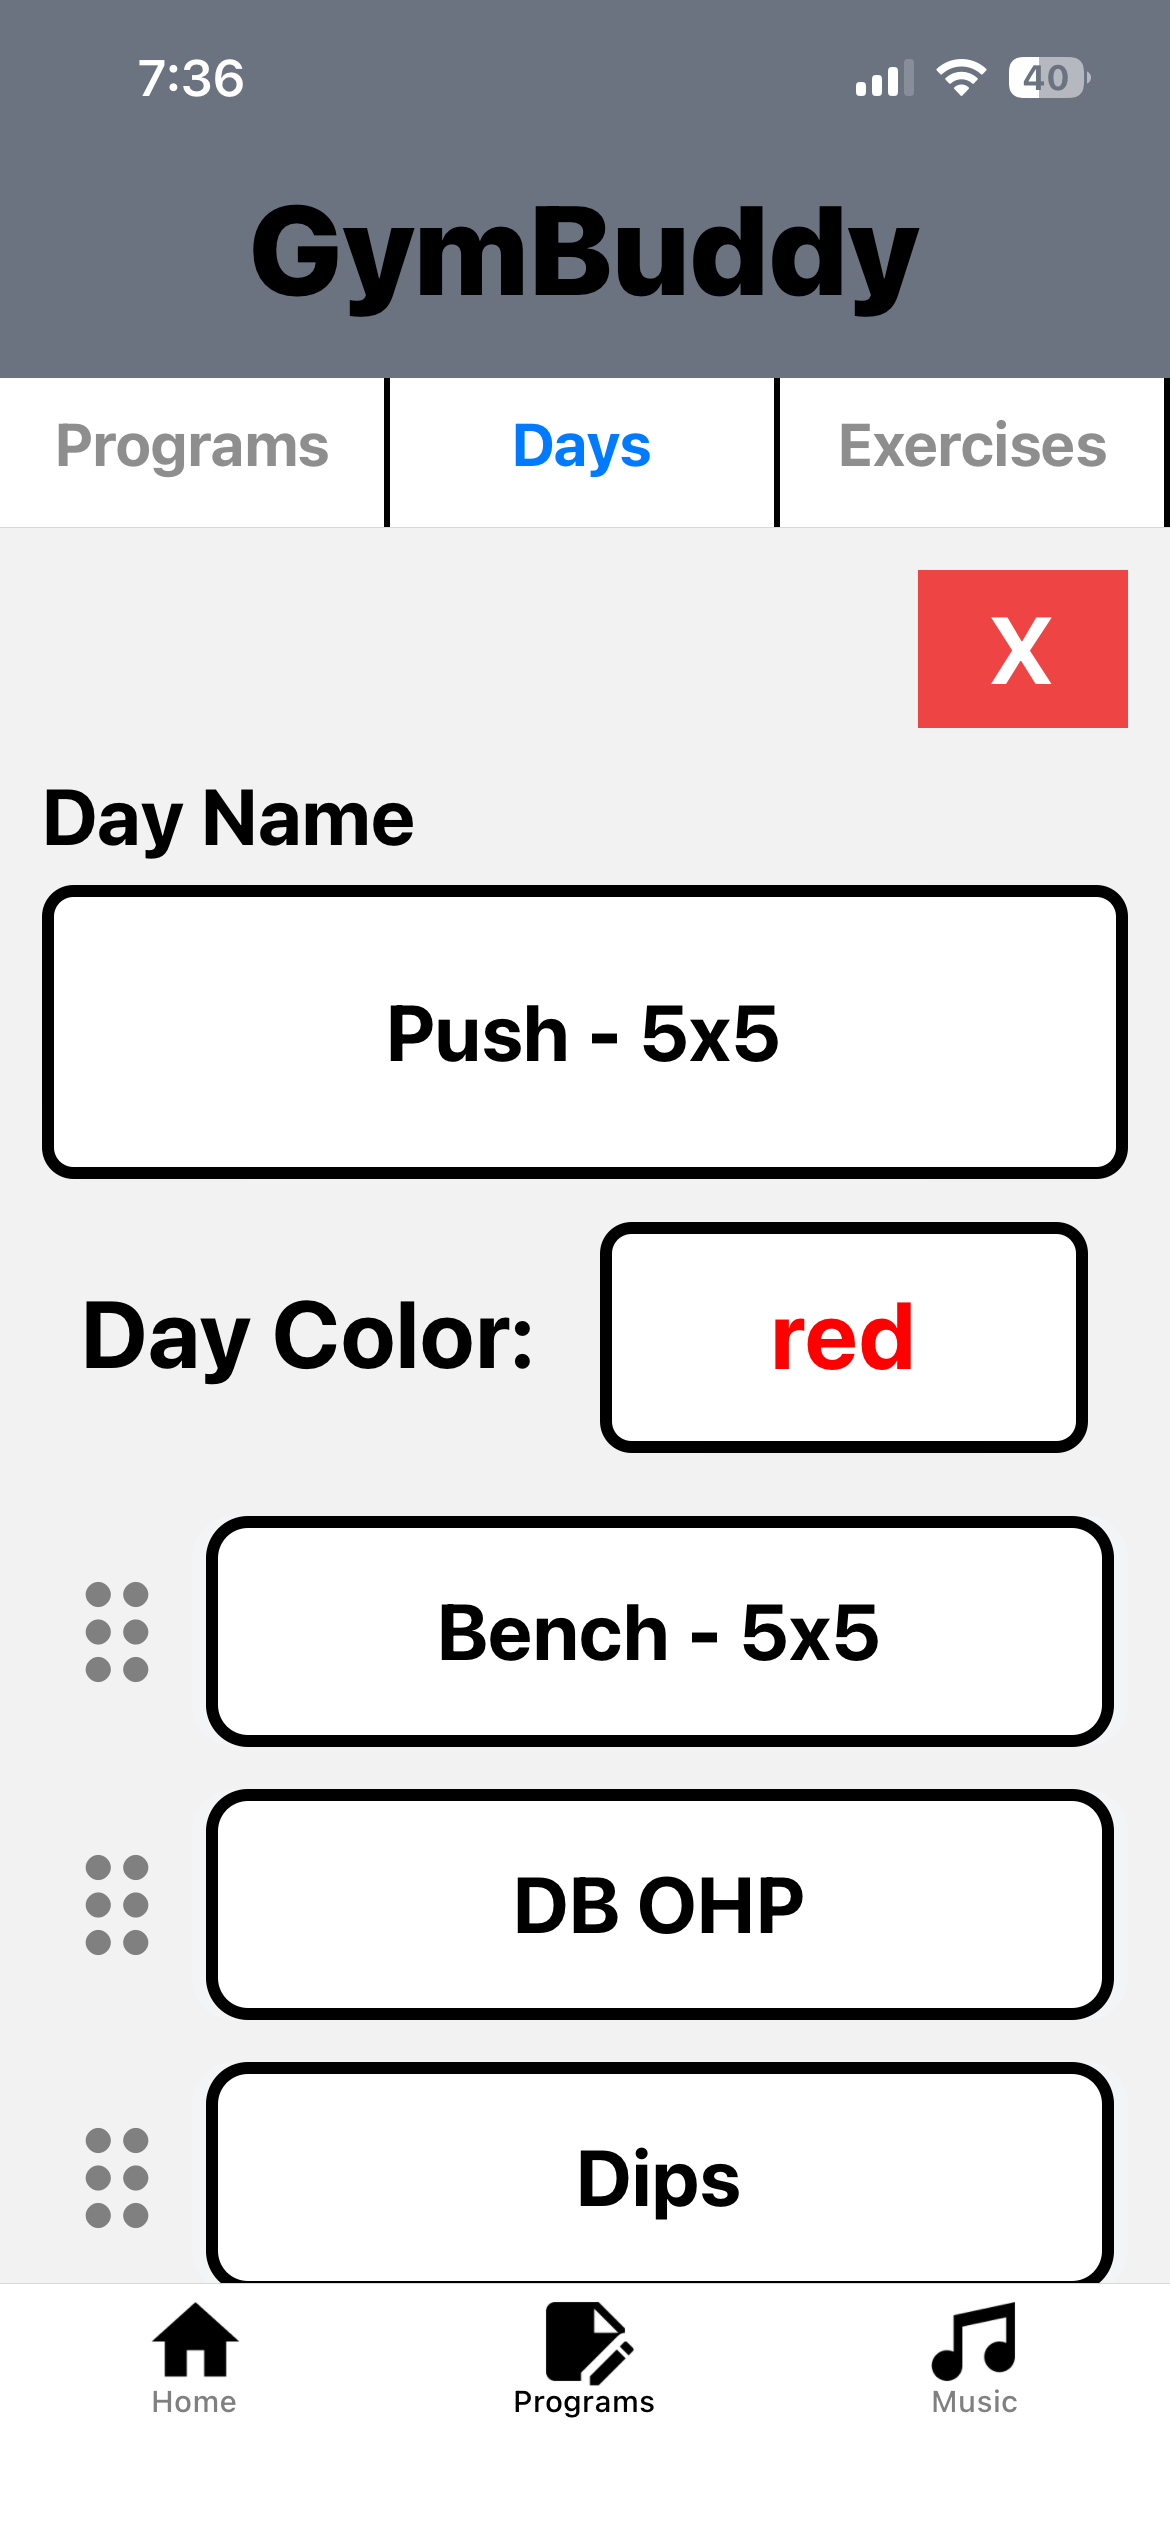 7:36
40
GymBuddy
Programs Days Exercises
X
Day Name
Push - 5x5
Day Color: red
Bench - 5x5
DB OHP
Dips
Home Programs Music